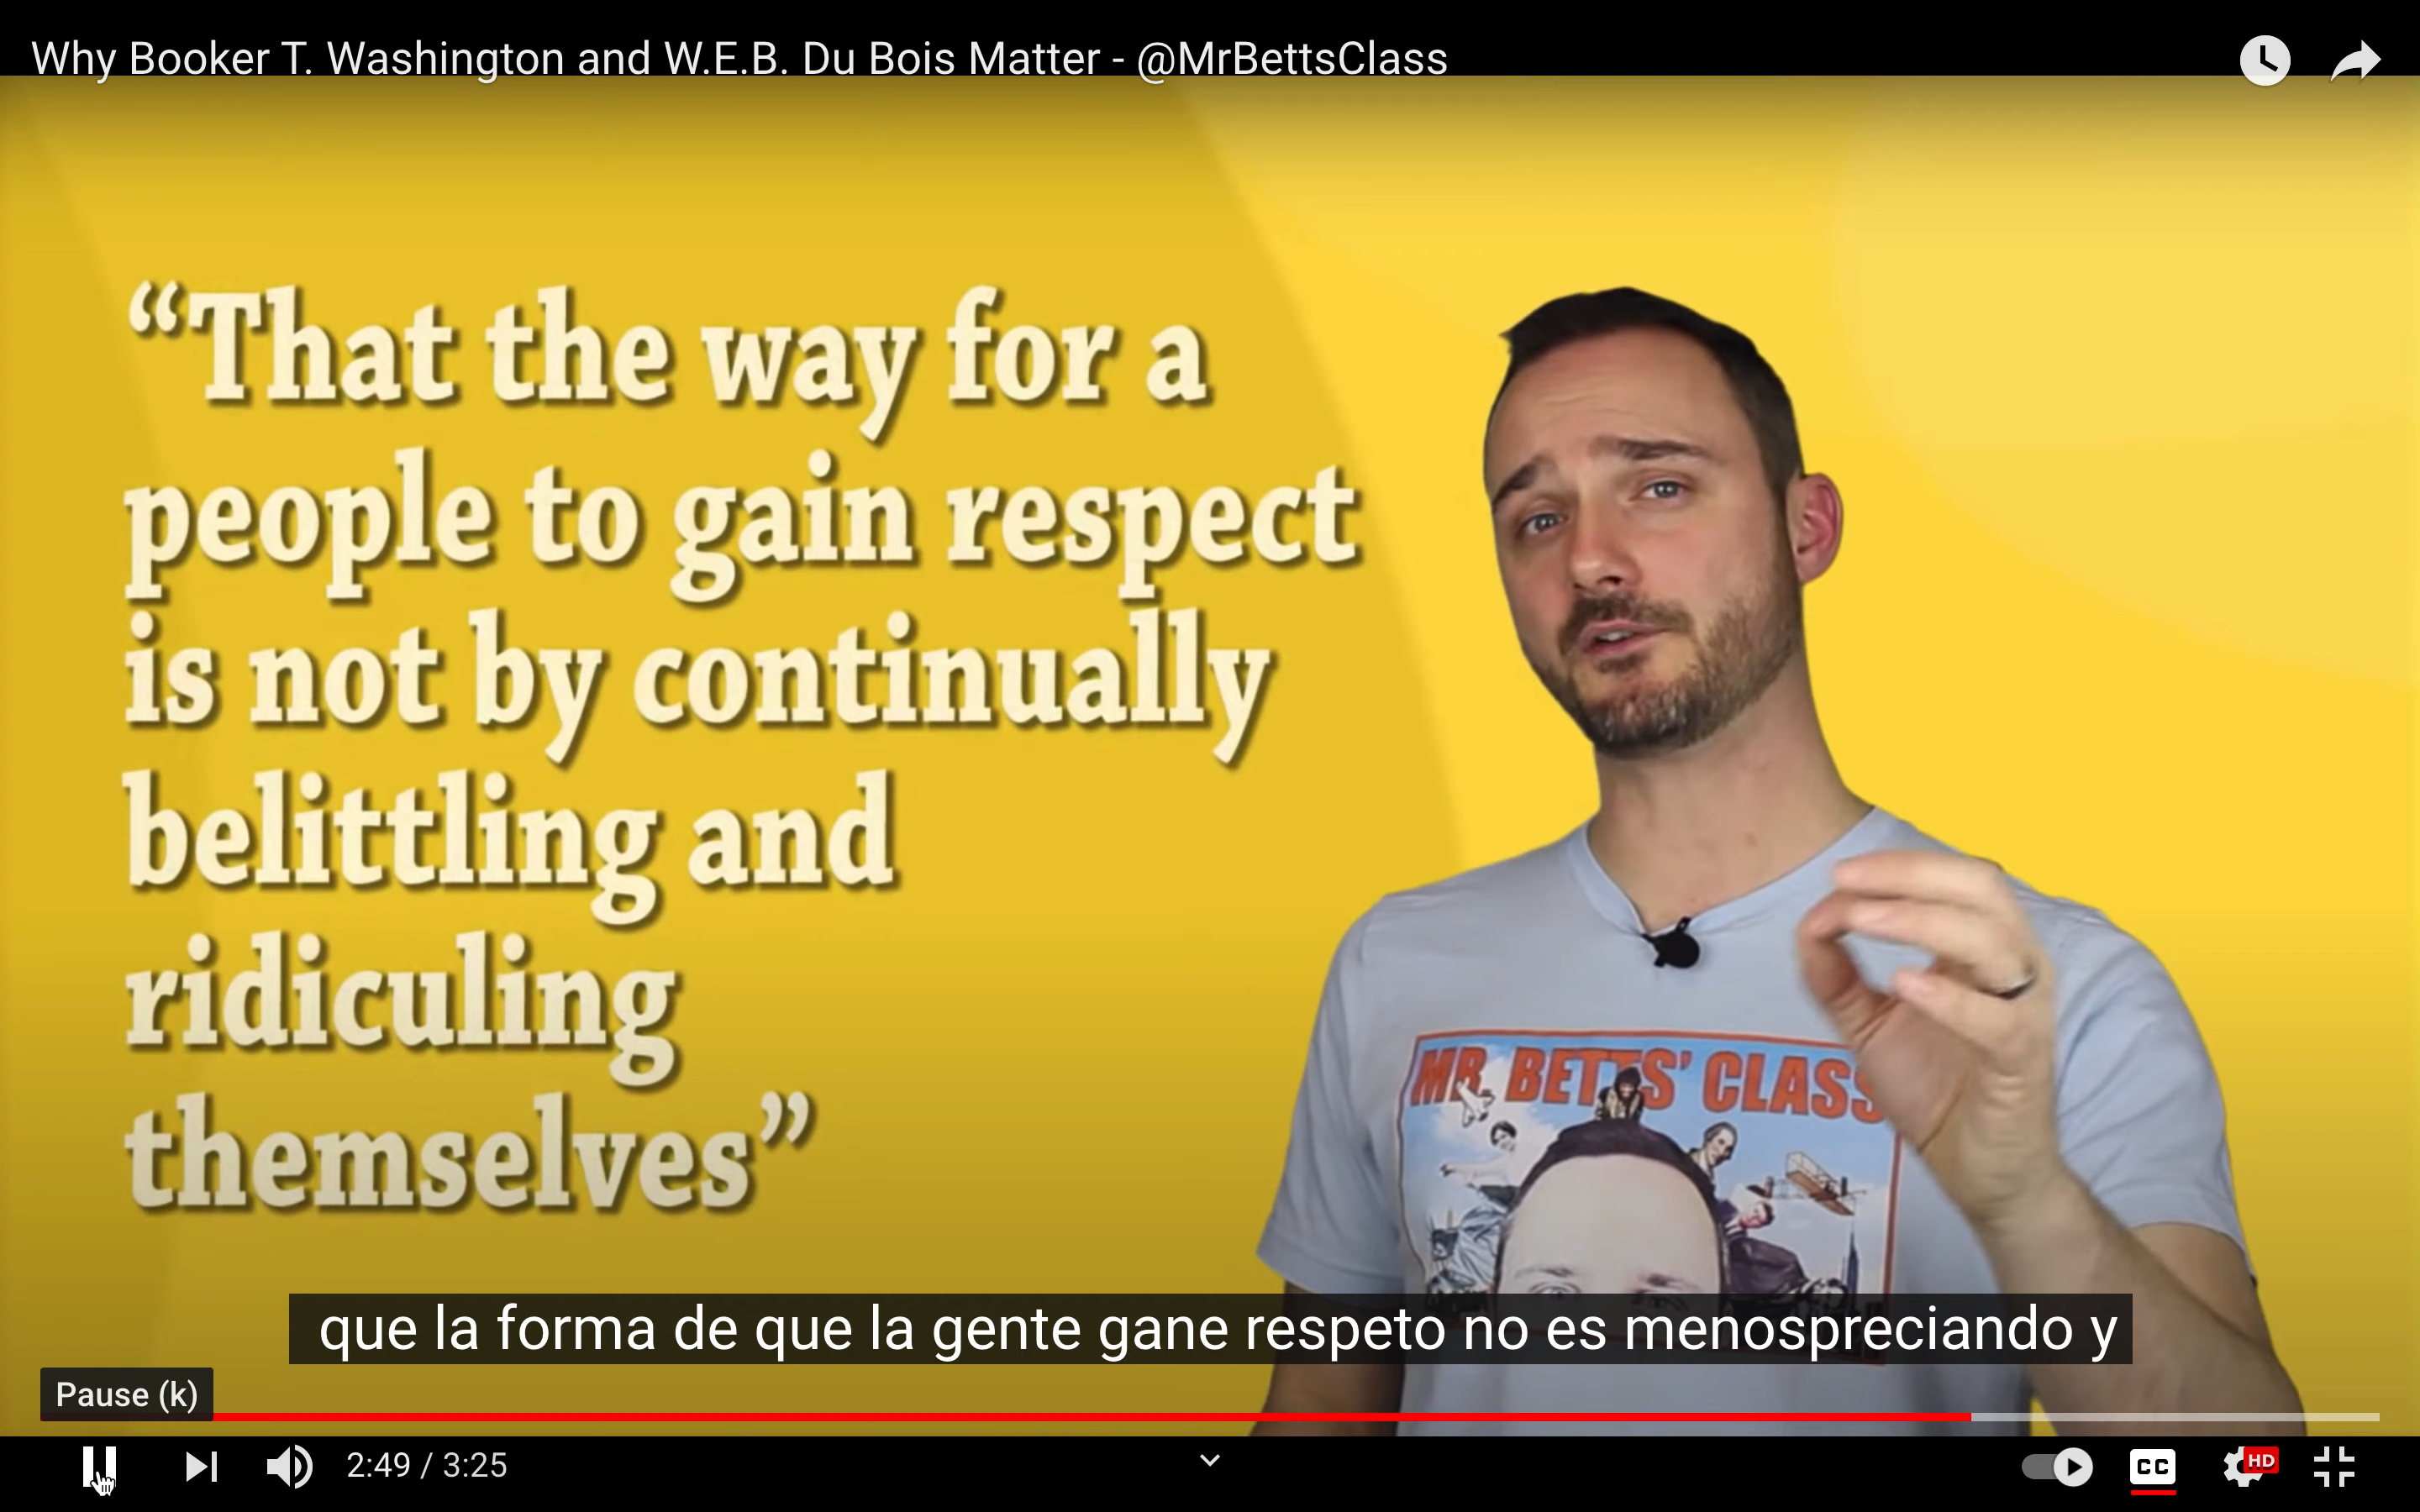 Why Booker T. Washington and W.E.B. Du Bois Matter - @MrBettsClass
“That the way for a
people to gain respect
is not by continually
belittling and
ridiculing
themselves”
MR. BETTS' CLASS
que la forma de que la gente gane respeto no es menospreciando y
Pause (k)
2:49 / 3:25
CC
HD